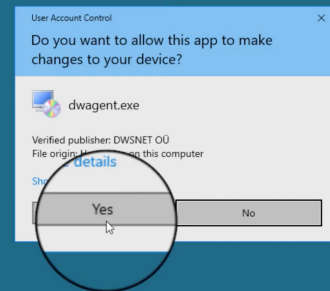 User Account Control
Do you want to allow this app to make
changes to your device?
dwagent.exe
Verified publisher: DWSNET OÜ
File origin: on this computer
details
Yes
No